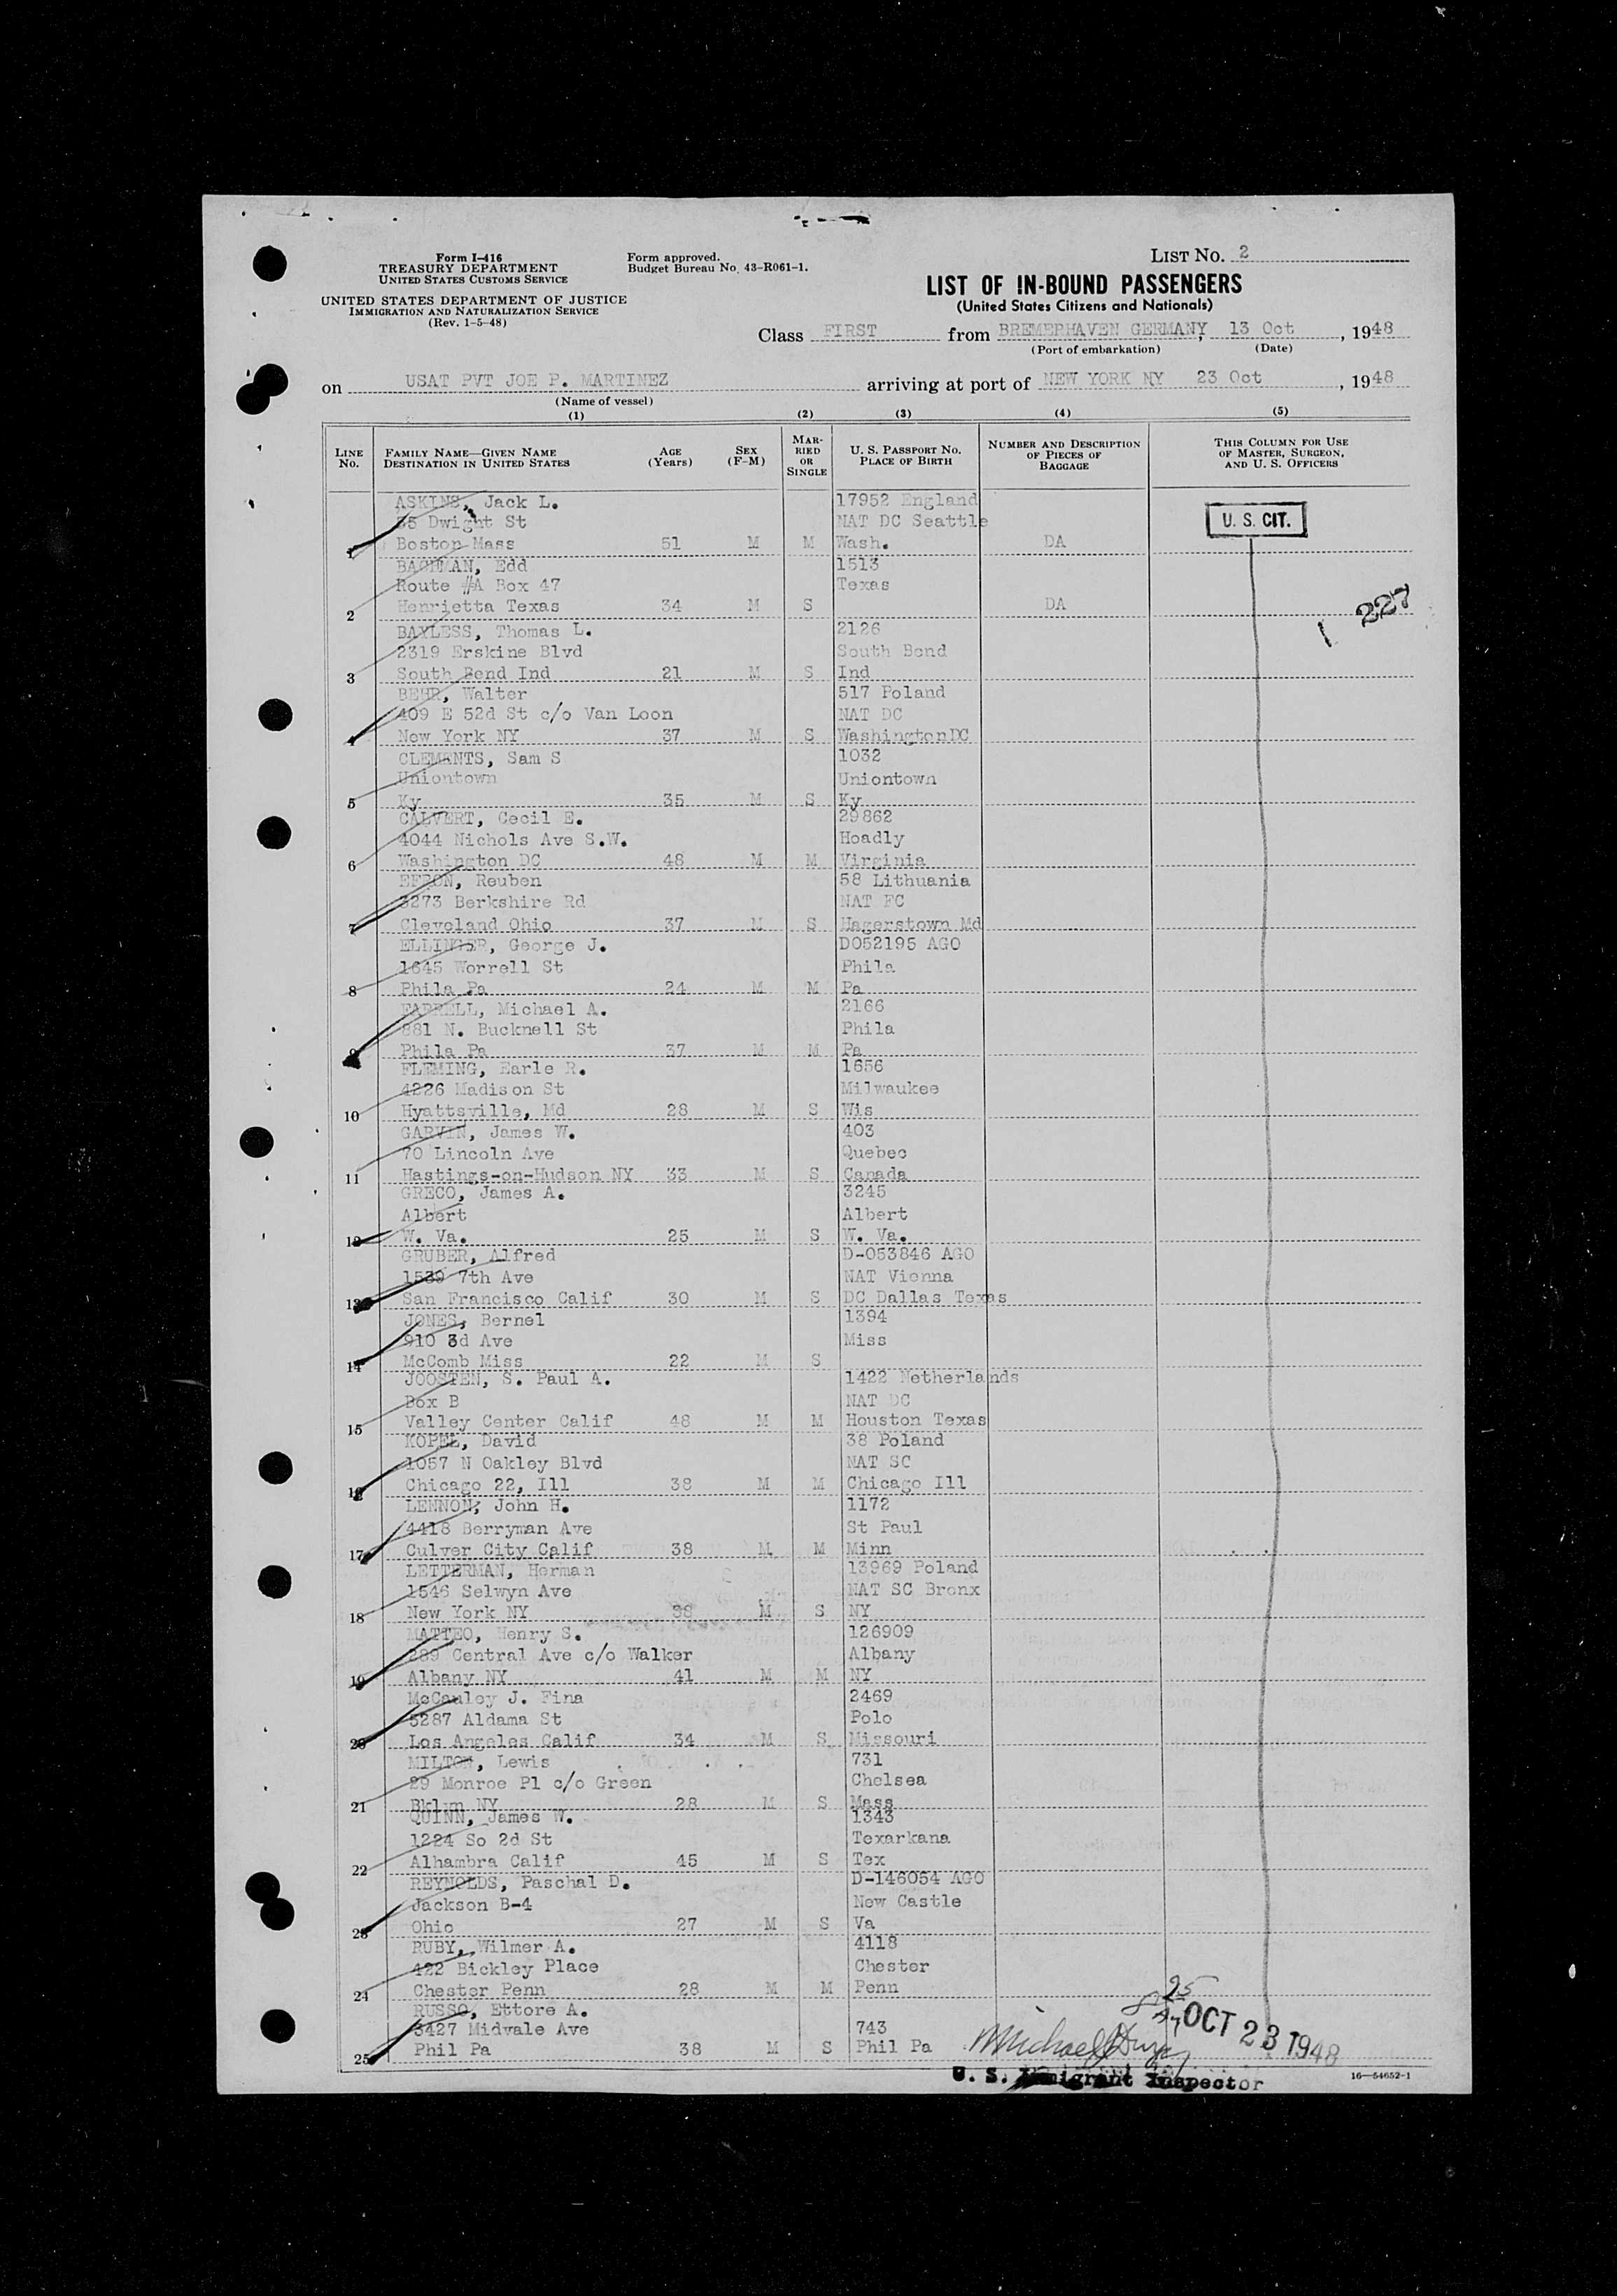 Form I-416
TREASURY DEPARTMENT
UNITED STATES CUSTOMS SERVICE
UNITED STATES DEPARTMENT OF JUSTICE
IMMIGRATION AND NATURALIZATION SERVICE
(Rev. 1-5-48)
Form approved.
Budget Bureau No. 43-R061-1.
LIST No. 2
LIST OF IN-BOUND PASSENGERS
(United States Citizens and Nationals)
Class FIRST from BREMERHAVEN GERMANY, 13 Oct, 1948
(Port of embarkation) (Date)
on USAT PVT JOE P. MARTINEZ arriving at port of NEW YORK NY 23 Oct, 1948
(Name of vessel)
(1) (2) (3) (4) (5)
LINE No. FAMILY NAME—GIVEN NAME DESTINATION IN UNITED STATES AGE (Years) SEX (F-M) MARRIED OR SINGLE U. S. PASSPORT No. PLACE OF BIRTH NUMBER AND DESCRIPTION OF PIECES OF BAGGAGE THIS COLUMN FOR USE OF MASTER, SURGEON, AND U. S. OFFICERS
ASKINS, Jack L. 17952 England
35 Dwight St NAT DC Seattle U. S. CIT.
1 Boston Mass 51 M M Wash. DA
BACHMAN, Edd 1513
Route #A Box 47 Texas
2 Henrietta Texas 34 M S DA 227
BAYLESS, Thomas L. 2126
2319 Erskine Blvd South Bend
3 South Bend Ind 21 M S Ind
BEHR, Walter 517 Poland
409 E 52d St c/o Van Loon NAT DC
4 New York NY 37 M S WashingtonDC
CLEMANTS, Sam S 1032
Uniontown Uniontown
5 Ky 35 M S Ky
CALVERT, Cecil E. 29862
4044 Nichols Ave S.W. Hoadly
6 Washington DC 48 M M Virginia
EFRON, Reuben 58 Lithuania
3273 Berkshire Rd NAT FC
7 Cleveland Ohio 37 M S Hagerstown Md
ELLINGER, George J. D052195 AGO
1645 Worrell St Phila
8 Phila Pa 24 M M Pa
FARRELL, Michael A. 2166
881 N. Bucknell St Phila
9 Phila Pa 37 M M Pa
FLEMING, Earle R. 1656
4226 Madison St Milwaukee
10 Hyattsville, Md 28 M S Wis
GARVIN, James W. 403
70 Lincoln Ave Quebec
11 Hastings-on-Hudson NY 33 M S Canada
GRECO, James A. 3245
Albert Albert
12 W. Va. 25 M S W. Va.
GRUBER, Alfred D-053846 AGO
1539 7th Ave NAT Vienna
13 San Francisco Calif 30 M S DC Dallas Texas
JONES, Bernel 1394
910 3d Ave Miss
14 McComb Miss 22 M S
JOOSTEN, S. Paul A. 1422 Netherlands
Box B NAT DC
15 Valley Center Calif 48 M M Houston Texas
KOPEL, David 38 Poland
1057 N Oakley Blvd NAT SC
16 Chicago 22, Ill 38 M M Chicago Ill
LENNON, John H. 1172
4418 Berryman Ave St Paul
17 Culver City Calif 38 M M Minn
LETTERMAN, Herman 13969 Poland
1546 Selwyn Ave NAT SC Bronx
18 New York NY 38 M S NY
MATTEO, Henry S. 126909
289 Central Ave c/o Walker Albany
19 Albany NY 41 M M NY
McCauley J. Fina 2469
5287 Aldama St Polo
20 Los Angeles Calif 34 M S Missouri
MILTON, Lewis 731
29 Monroe Pl c/o Green Chelsea
21 Bklyn NY 28 M S Mass
QUINN, James W. 1343
1224 So 2d St Texarkana
22 Alhambra Calif 45 M S Tex
REYNOLDS, Paschal D. D-146054 AGO
Jackson B-4 New Castle
23 Ohio 27 M S Va
RUBY, Wilmer A. 4118
422 Bickley Place Chester
24 Chester Penn 28 M M Penn
RUSSO, Ettore A.
3427 Midvale Ave 743
25 Phil Pa 38 M S Phil Pa
25
OCT 23 1948
U. S. Immigrant Inspector
16—54652-1